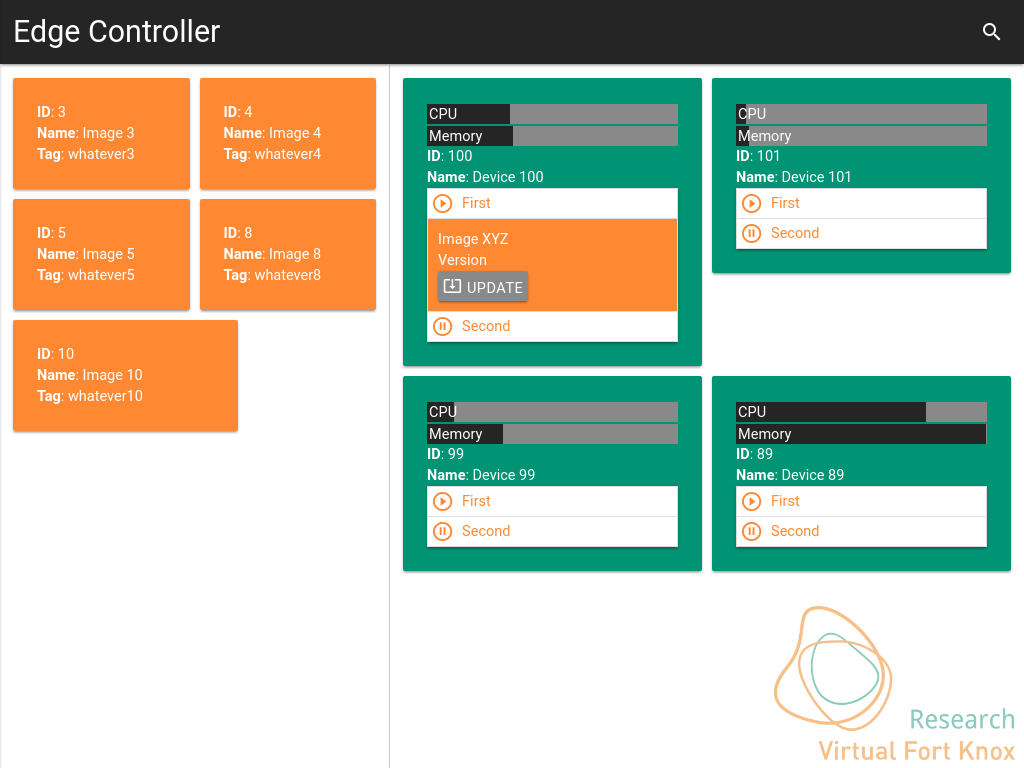 Edge Controller
ID: 3
Name: Image 3
Tag: whatever3
ID: 4
Name: Image 4
Tag: whatever4
ID: 5
Name: Image 5
Tag: whatever5
ID: 8
Name: Image 8
Tag: whatever8
ID: 10
Name: Image 10
Tag: whatever10
CPU
Memory
ID: 100
Name: Device 100
First
Image XYZ
Version
UPDATE
Second
CPU
Memory
ID: 101
Name: Device 101
First
Second
CPU
Memory
ID: 99
Name: Device 99
First
Second
CPU
Memory
ID: 89
Name: Device 89
First
Second
Research
Virtual Fort Knox